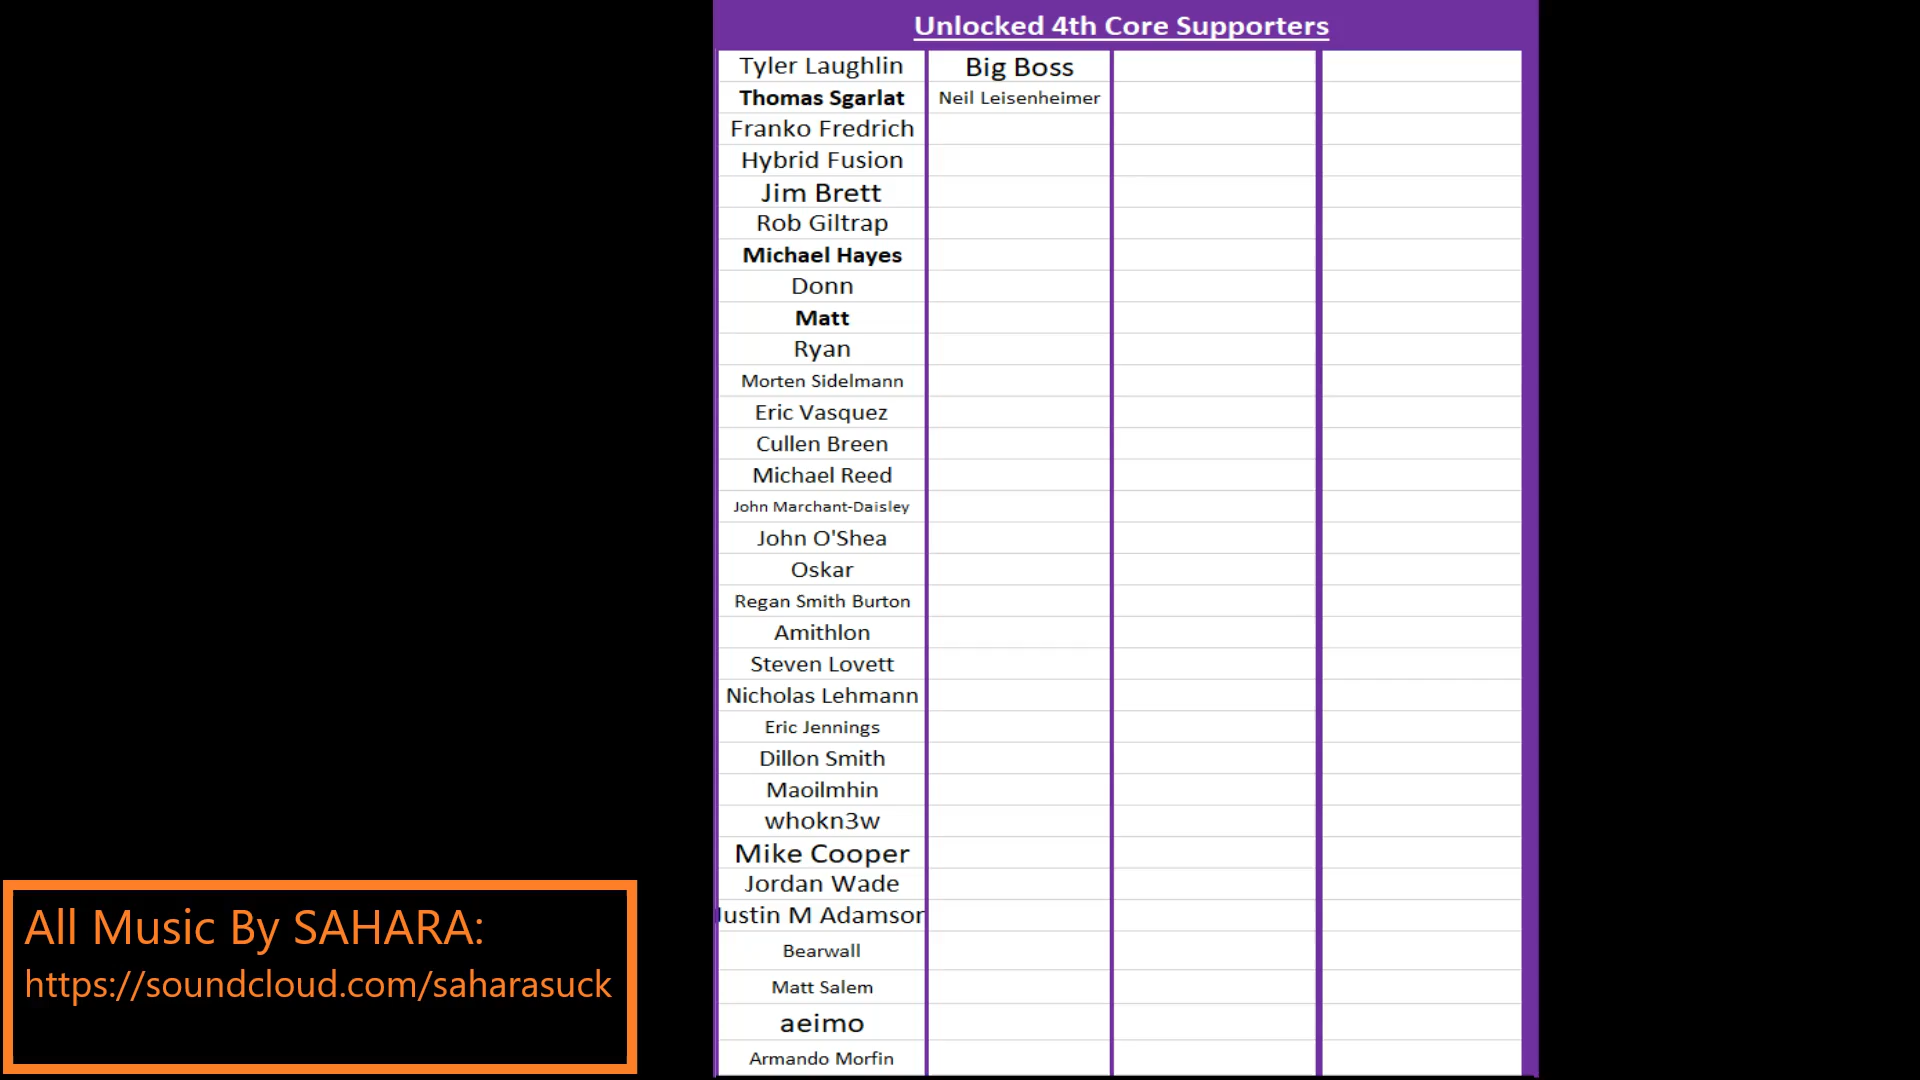 Unlocked 4th Core Supporters
Tyler Laughlin
Thomas Sgarlat
Franko Fredrich
Hybrid Fusion
Jim Brett
Rob Giltrap
Michael Hayes
Donn
Matt
Ryan
Morten Sidelmann
Eric Vasquez
Cullen Breen
Michael Reed
John Marchant-Daisley
John O'Shea
Oskar
Regan Smith Burton
Amithlon
Steven Lovett
Nicholas Lehmann
Eric Jennings
Dillon Smith
Maoilmhin
whokn3w
Mike Cooper
Jordan Wade
Justin M Adamson
Bearwall
Matt Salem
aeimo
Armando Morfin
Big Boss
Neil Leisenheimer
All Music By SAHARA:
https://soundcloud.com/saharasuck